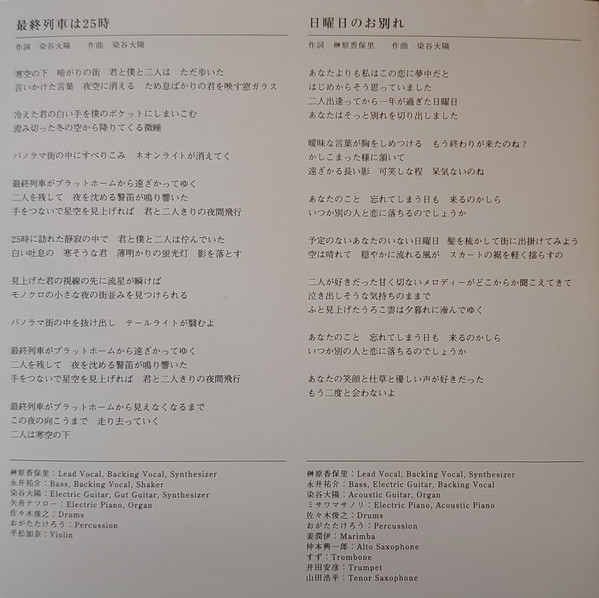 最終列車は25時
作詞　染谷大陽　　作曲　染谷大陽
寒空の下　暗がりの街　君と僕と二人は　ただ歩いた
言いかけた言葉　夜空に消える　ため息ばかりの君を映す窓ガラス
冷えた君の白い手を僕のポケットにしまいこむ
澄み切った冬の空から降りてくる微睡
パノラマ街の中にすべりこみ　ネオンライトが消えてく
最終列車がプラットホームから遠ざかってゆく
二人を残して　夜を沈める警笛が鳴り響いた
手をつないで星空を見上げれば　君と二人きりの夜間飛行
25時に訪れた静寂の中で　君と僕と二人は佇んでいた
白い吐息の　寒そうな君　薄明かりの蛍光灯　影を落とす
見上げた君の視線の先に流星が瞬けば
モノクロの小さな夜の街並みを見つけられる
パノラマ街の中を抜け出し　テールライトが翳むよ
最終列車がプラットホームから遠ざかってゆく
二人を残して　夜を沈める警笛が鳴り響いた
手をつないで星空を見上げれば　君と二人きりの夜間飛行
最終列車がプラットホームから見えなくなるまで
この夜の向こうまで　走り去っていく
二人は寒空の下
榊原香保里：Lead Vocal, Backing Vocal, Synthesizer
永井祐介：Bass, Backing Vocal, Shaker
染谷大陽：Electric Guitar, Gut Guitar, Synthesizer
矢舟テツロー：Electric Piano, Organ
佐々木俊之：Drums
おがたたけろう：Percussion
平松加奈：Violin
日曜日のお別れ
作詞　榊原香保里　　作曲　染谷大陽
あなたよりも私はこの恋に夢中だと
はじめからそう思っていました
二人出逢ってから一年が過ぎた日曜日
あなたはそっと別れを切り出しました
曖昧な言葉が胸をしめつける　もう終わりが来たのね？
かしこまった様に頷いて
遠ざかる長い影　可笑しな程　呆気ないのね
あなたのこと　忘れてしまう日も　来るのかしら
いつか別の人と恋に落ちるのでしょうか
予定のないあなたのいない日曜日　髪を梳かして街に出掛けてみよう
空は晴れて　穏やかに流れる風が　スカートの裾を軽く揺らすの
二人が好きだった甘く切ないメロディーがどこからか聞こえてきて
泣き出しそうな気持ちのままで
ふと見上げたうろこ雲は夕暮れに滲んでゆく
あなたのこと　忘れてしまう日も　来るのかしら
いつか別の人と恋に落ちるのでしょうか
あなたの笑顔と仕草と優しい声が好きだった
もう二度と会わないよ
榊原香保里：Lead Vocal, Backing Vocal, Synthesizer
永井祐介：Bass, Electric Guitar, Backing Vocal
染谷大陽：Acoustic Guitar, Organ
ミサワマサノリ：Electric Piano, Acoustic Piano
佐々木俊之：Drums
おがたたけろう：Percussion
姜潤伊：Marimba
仲本興一郎：Alto Saxophone
すず：Trombone
井田安彦：Trumpet
山田浩平：Tenor Saxophone